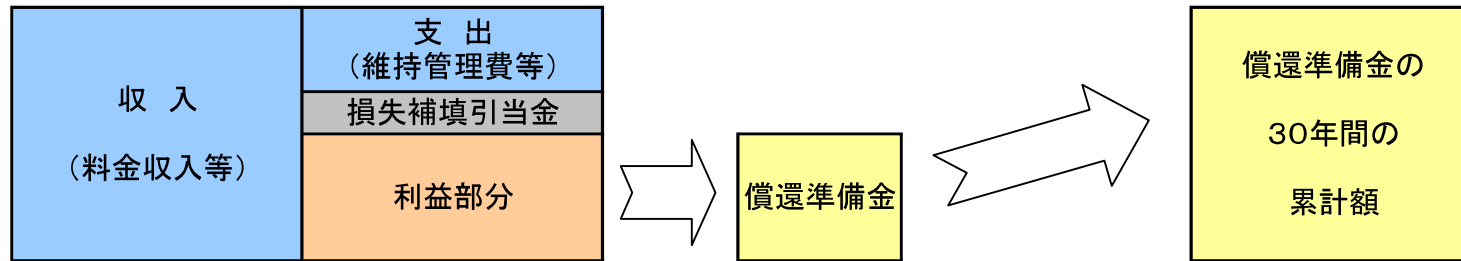 収　入
（料金収入等）
支　出
（維持管理費等）
損失補填引当金
利益部分
償還準備金
償還準備金の
３０年間の
累計額